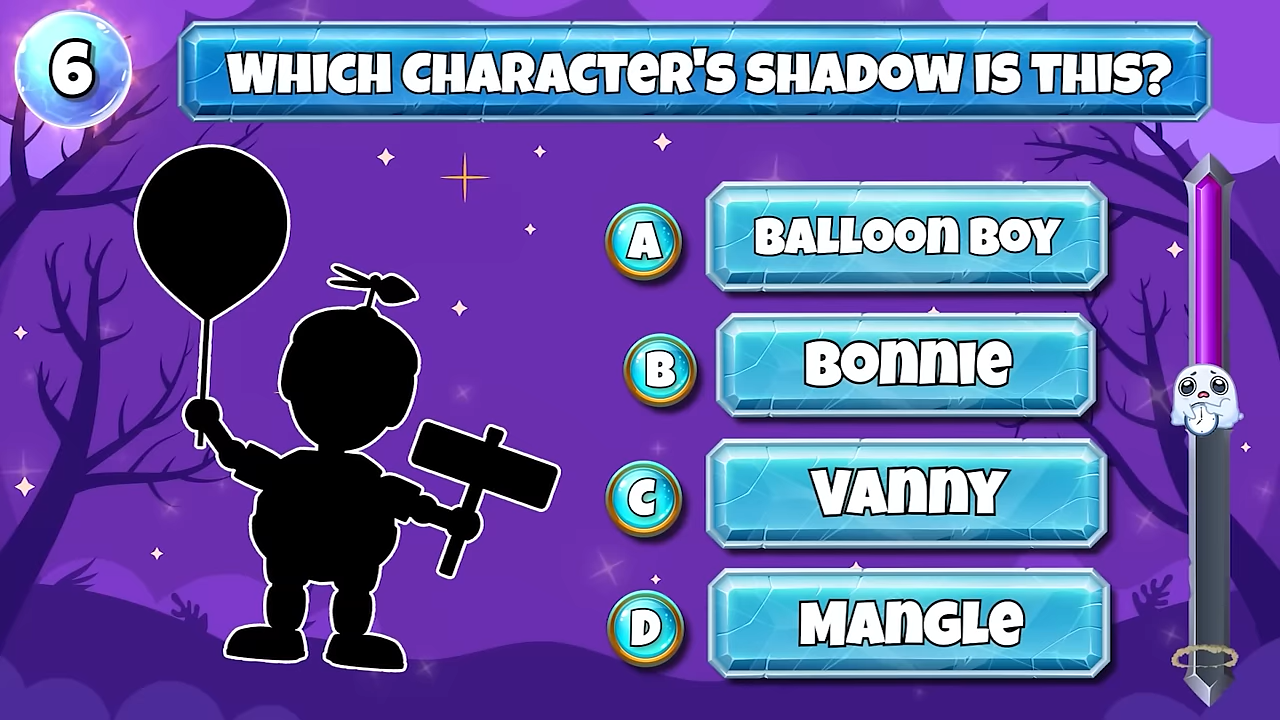 6
WHICH CHARACTER'S SHADOW IS THIS?
A BALLOON BOY
B BONNIE
C VANNY
D MANGLE